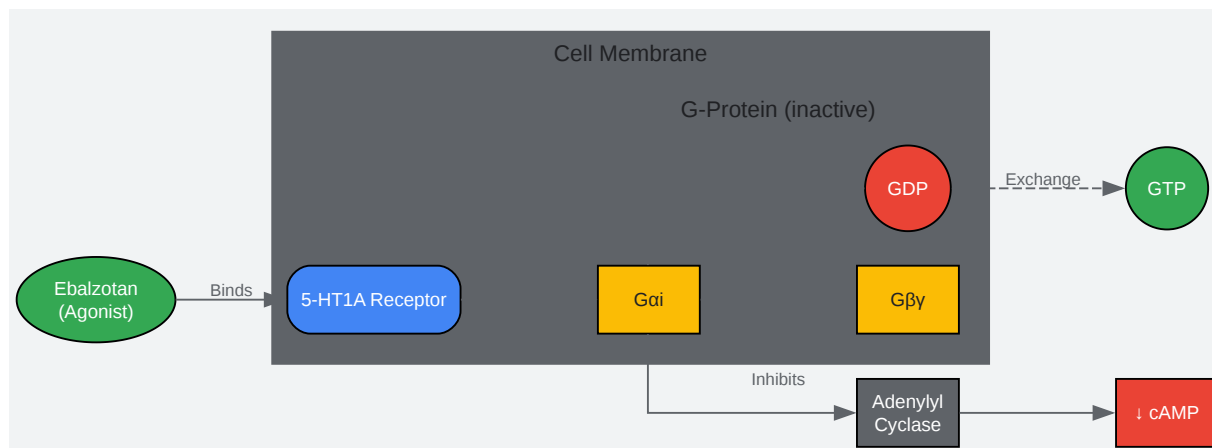 Cell Membrane
G-Protein (inactive)
GDP
Exchange
GTP
Ebalzotan
(Agonist)
Binds
5-HT1A Receptor
Gαi
Gβγ
Inhibits
Adenylyl
Cyclase
↓ cAMP